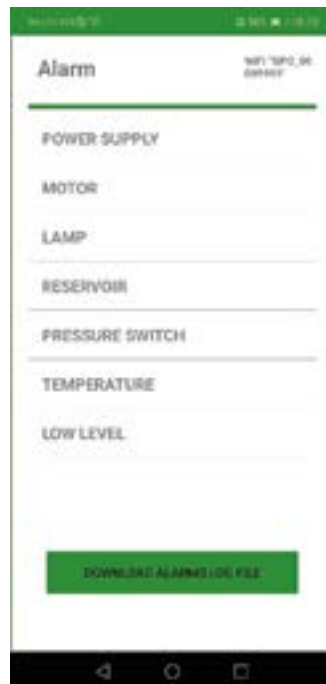 Alarm
POWER SUPPLY
MOTOR
LAMP
RESERVOIR
PRESSURE SWITCH
TEMPERATURE
LOW LEVEL
DOWNLOAD ALARMS LOG FILE